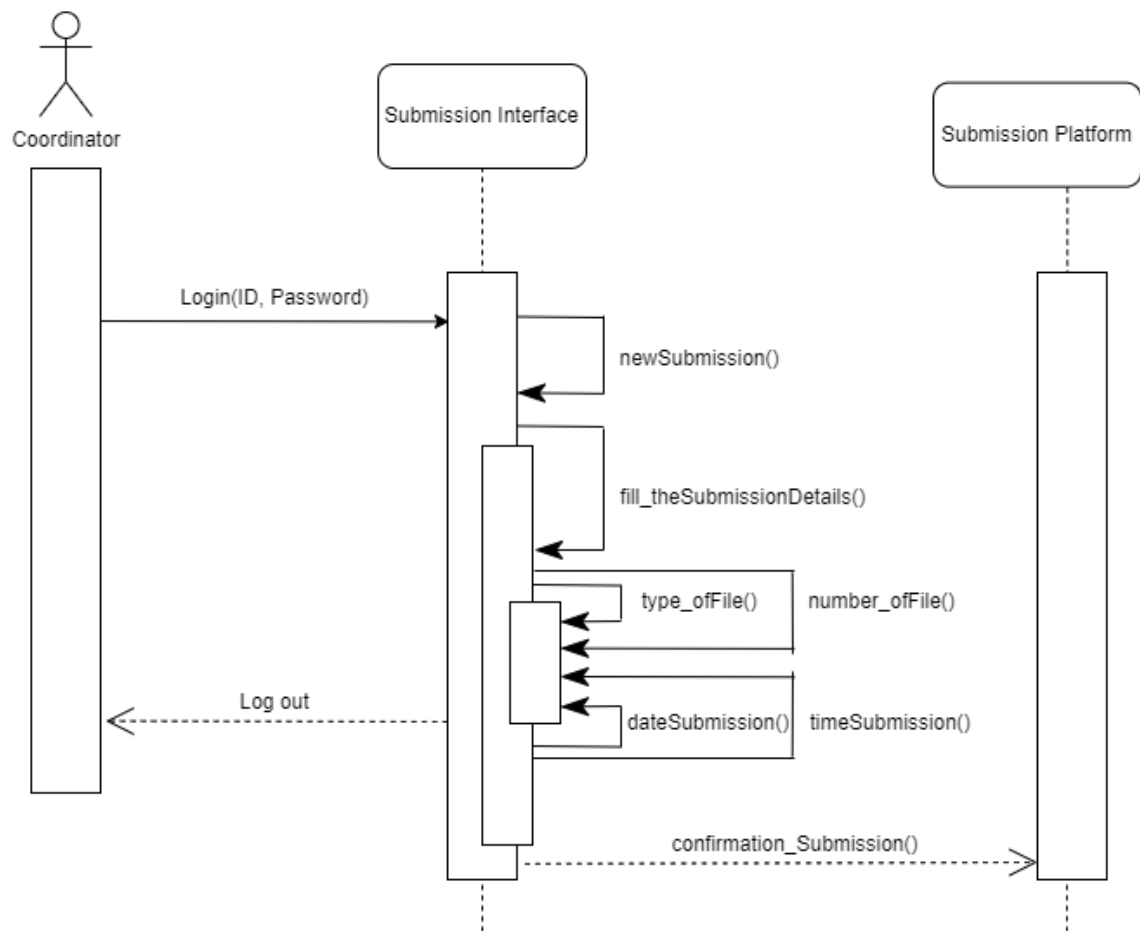 Coordinator
Submission Interface
Submission Platform
Login(ID, Password)
newSubmission()
fill_theSubmissionDetails()
type_ofFile()
number_ofFile()
Log out
dateSubmission()
timeSubmission()
confirmation_Submission()